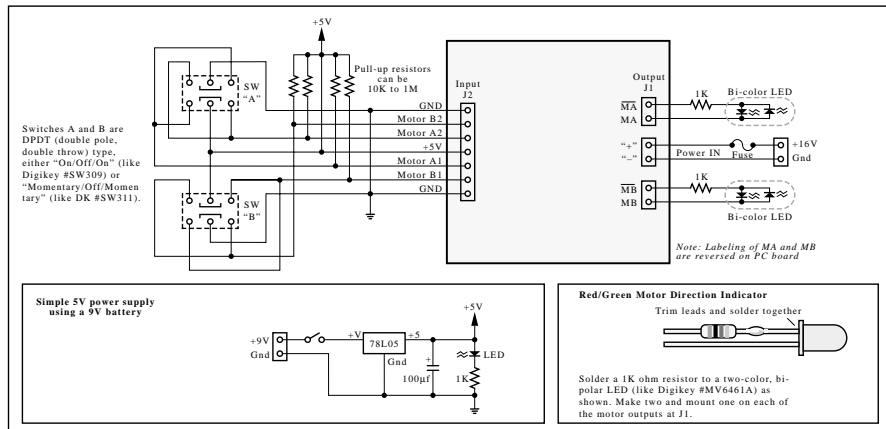 +5V
Pull-up resistors
can be
10K to 1M
SW
“A”
Switches A and B are
DPDT (double pole,
double throw) type,
either “On/Off/On” (like
Digikey #SW309) or
“Momentary/Off/Momen
tary” (like DK #SW311).
SW
“B”
Input
J2
GND
Motor B2
Motor A2
+5V
Motor A1
Motor B1
GND
Output
J1
MA
MA
“+”
“–”
MB
MB
1K
Bi-color LED
Power IN
Fuse
+16V
Gnd
1K
Bi-color LED
Note: Labeling of MA and MB
are reversed on PC board
Simple 5V power supply
using a 9V battery
+9V
Gnd
+V
78L05
+5
Gnd
+
100µf
+5V
LED
1K
Red/Green Motor Direction Indicator
Trim leads and solder together
Solder a 1K ohm resistor to a two-color, bi-
polar LED (like Digikey #MV6461A) as
shown. Make two and mount one on each of
the motor outputs at J1.